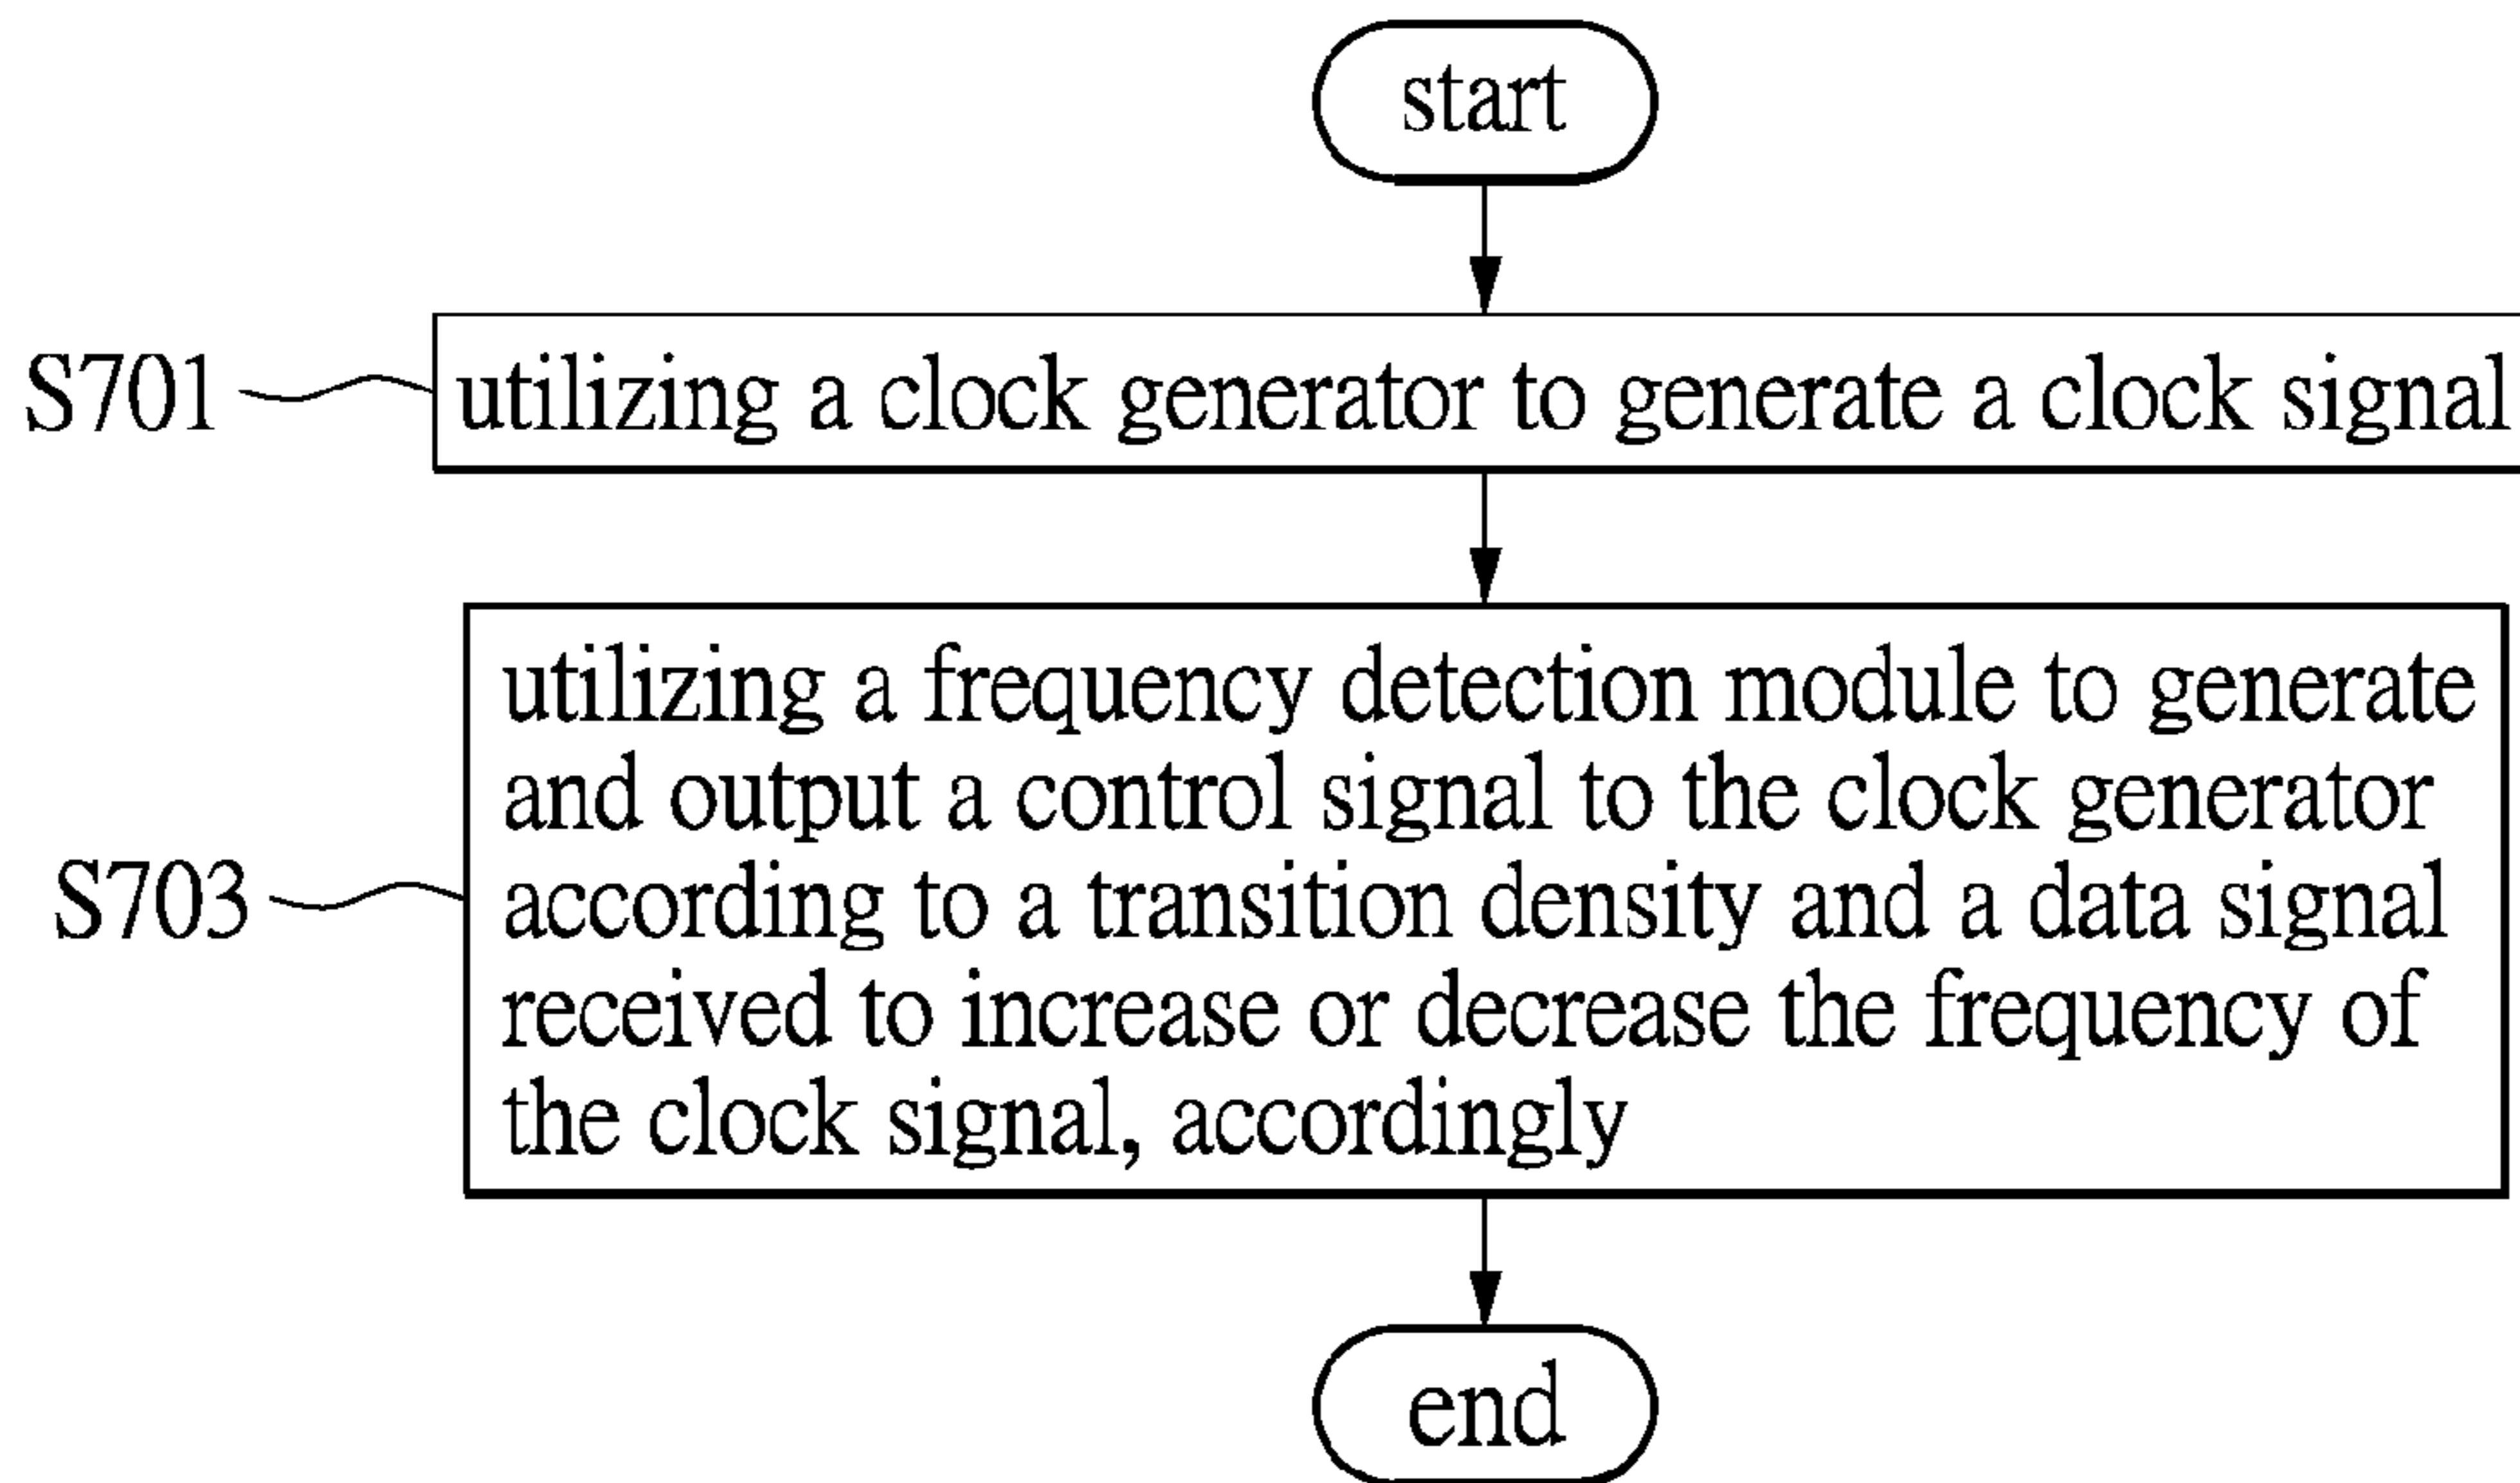 start
S701
utilizing a clock generator to generate a clock signal
utilizing a frequency detection module to generate
and output a control signal to the clock generator
S703
according to a transition density and a data signal
received to increase or decrease the frequency of
the clock signal, accordingly
end